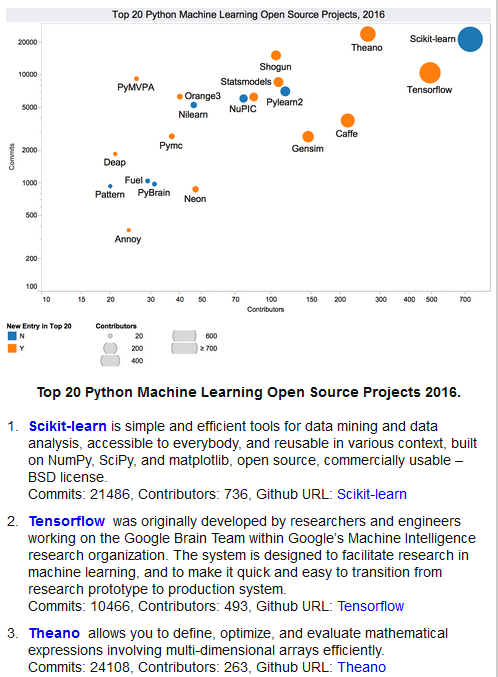 Top 20 Python Machine Learning Open Source Projects, 2016
20000
10000
5000
2000
1000
500
200
100
Commits
Theano
Scikit-learn
Shogun
Tensorflow
Statsmodels
PyMVPA
Orange3
NuPIC
Pylearn2
Nilearn
Caffe
Pymc
Gensim
Deap
Fuel
Pattern
PyBrain
Neon
Annoy
10 15 20 30 40 50 70 100 150 200 300 400 500 700
Contributors
New Entry in Top 20
N
Y
Contributors
20
200
400
600
≥ 700
Top 20 Python Machine Learning Open Source Projects 2016.
1. Scikit-learn is simple and efficient tools for data mining and data
analysis, accessible to everybody, and reusable in various context, built
on NumPy, SciPy, and matplotlib, open source, commercially usable –
BSD license.
Commits: 21486, Contributors: 736, Github URL: Scikit-learn
2. Tensorflow was originally developed by researchers and engineers
working on the Google Brain Team within Google's Machine Intelligence
research organization. The system is designed to facilitate research in
machine learning, and to make it quick and easy to transition from
research prototype to production system.
Commits: 10466, Contributors: 493, Github URL: Tensorflow
3. Theano allows you to define, optimize, and evaluate mathematical
expressions involving multi-dimensional arrays efficiently.
Commits: 24108, Contributors: 263, Github URL: Theano